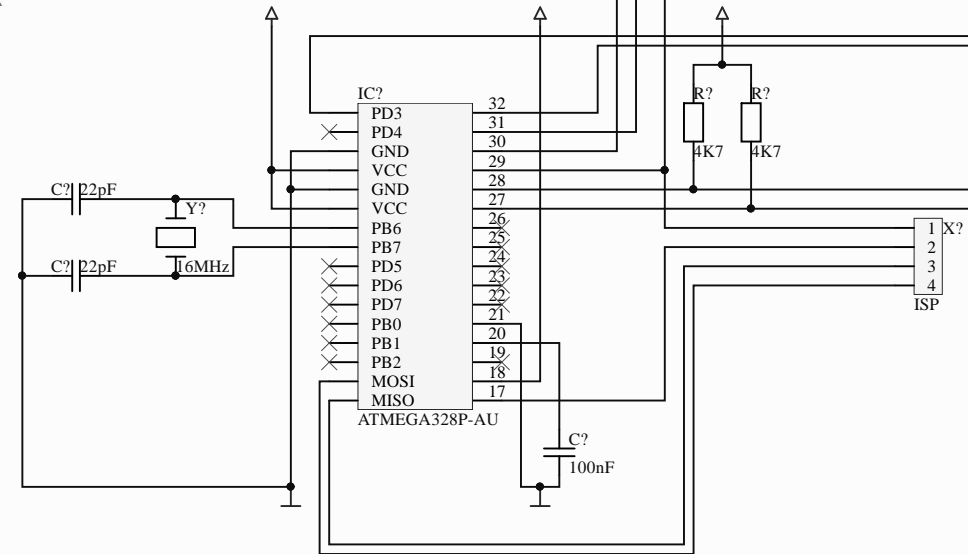 IC?
PD3 32
PD4 31
GND 30
VCC 29
GND 28
VCC 27
PB6 26
PB7 25
PD5 24
PD6 23
PD7 22
PB0 21
PB1 20
PB2 19
MOSI 18
MISO 17
ATMEGA328P-AU
C? 22pF
Y?
16MHz
C? 22pF
R? R?
4K7 4K7
1 X?
2
3
4
ISP
C?
100nF